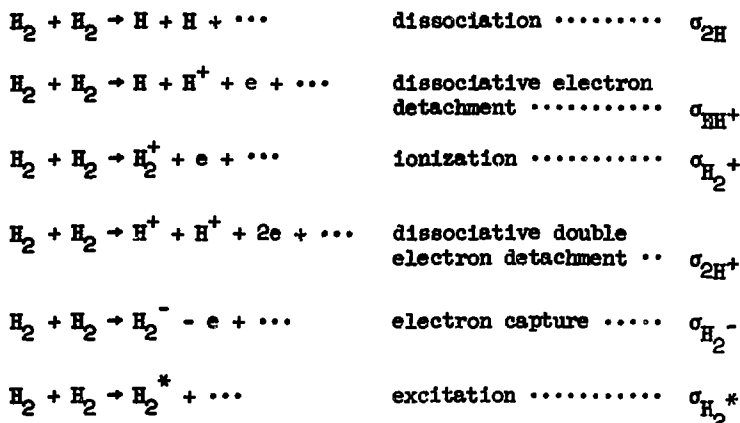 H₂ + H₂ → H + H + ··· dissociation ········· σ₂H
H₂ + H₂ → H + H⁺ + e + ··· dissociative electron
detachment ··········· σHH⁺
H₂ + H₂ → H₂⁺ + e + ··· ionization ·········· σH₂⁺
H₂ + H₂ → H⁺ + H⁺ + 2e + ··· dissociative double
electron detachment ·· σ₂H⁺
H₂ + H₂ → H₂⁻ - e + ··· electron capture ····· σH₂⁻
H₂ + H₂ → H₂* + ··· excitation ··········· σH₂*